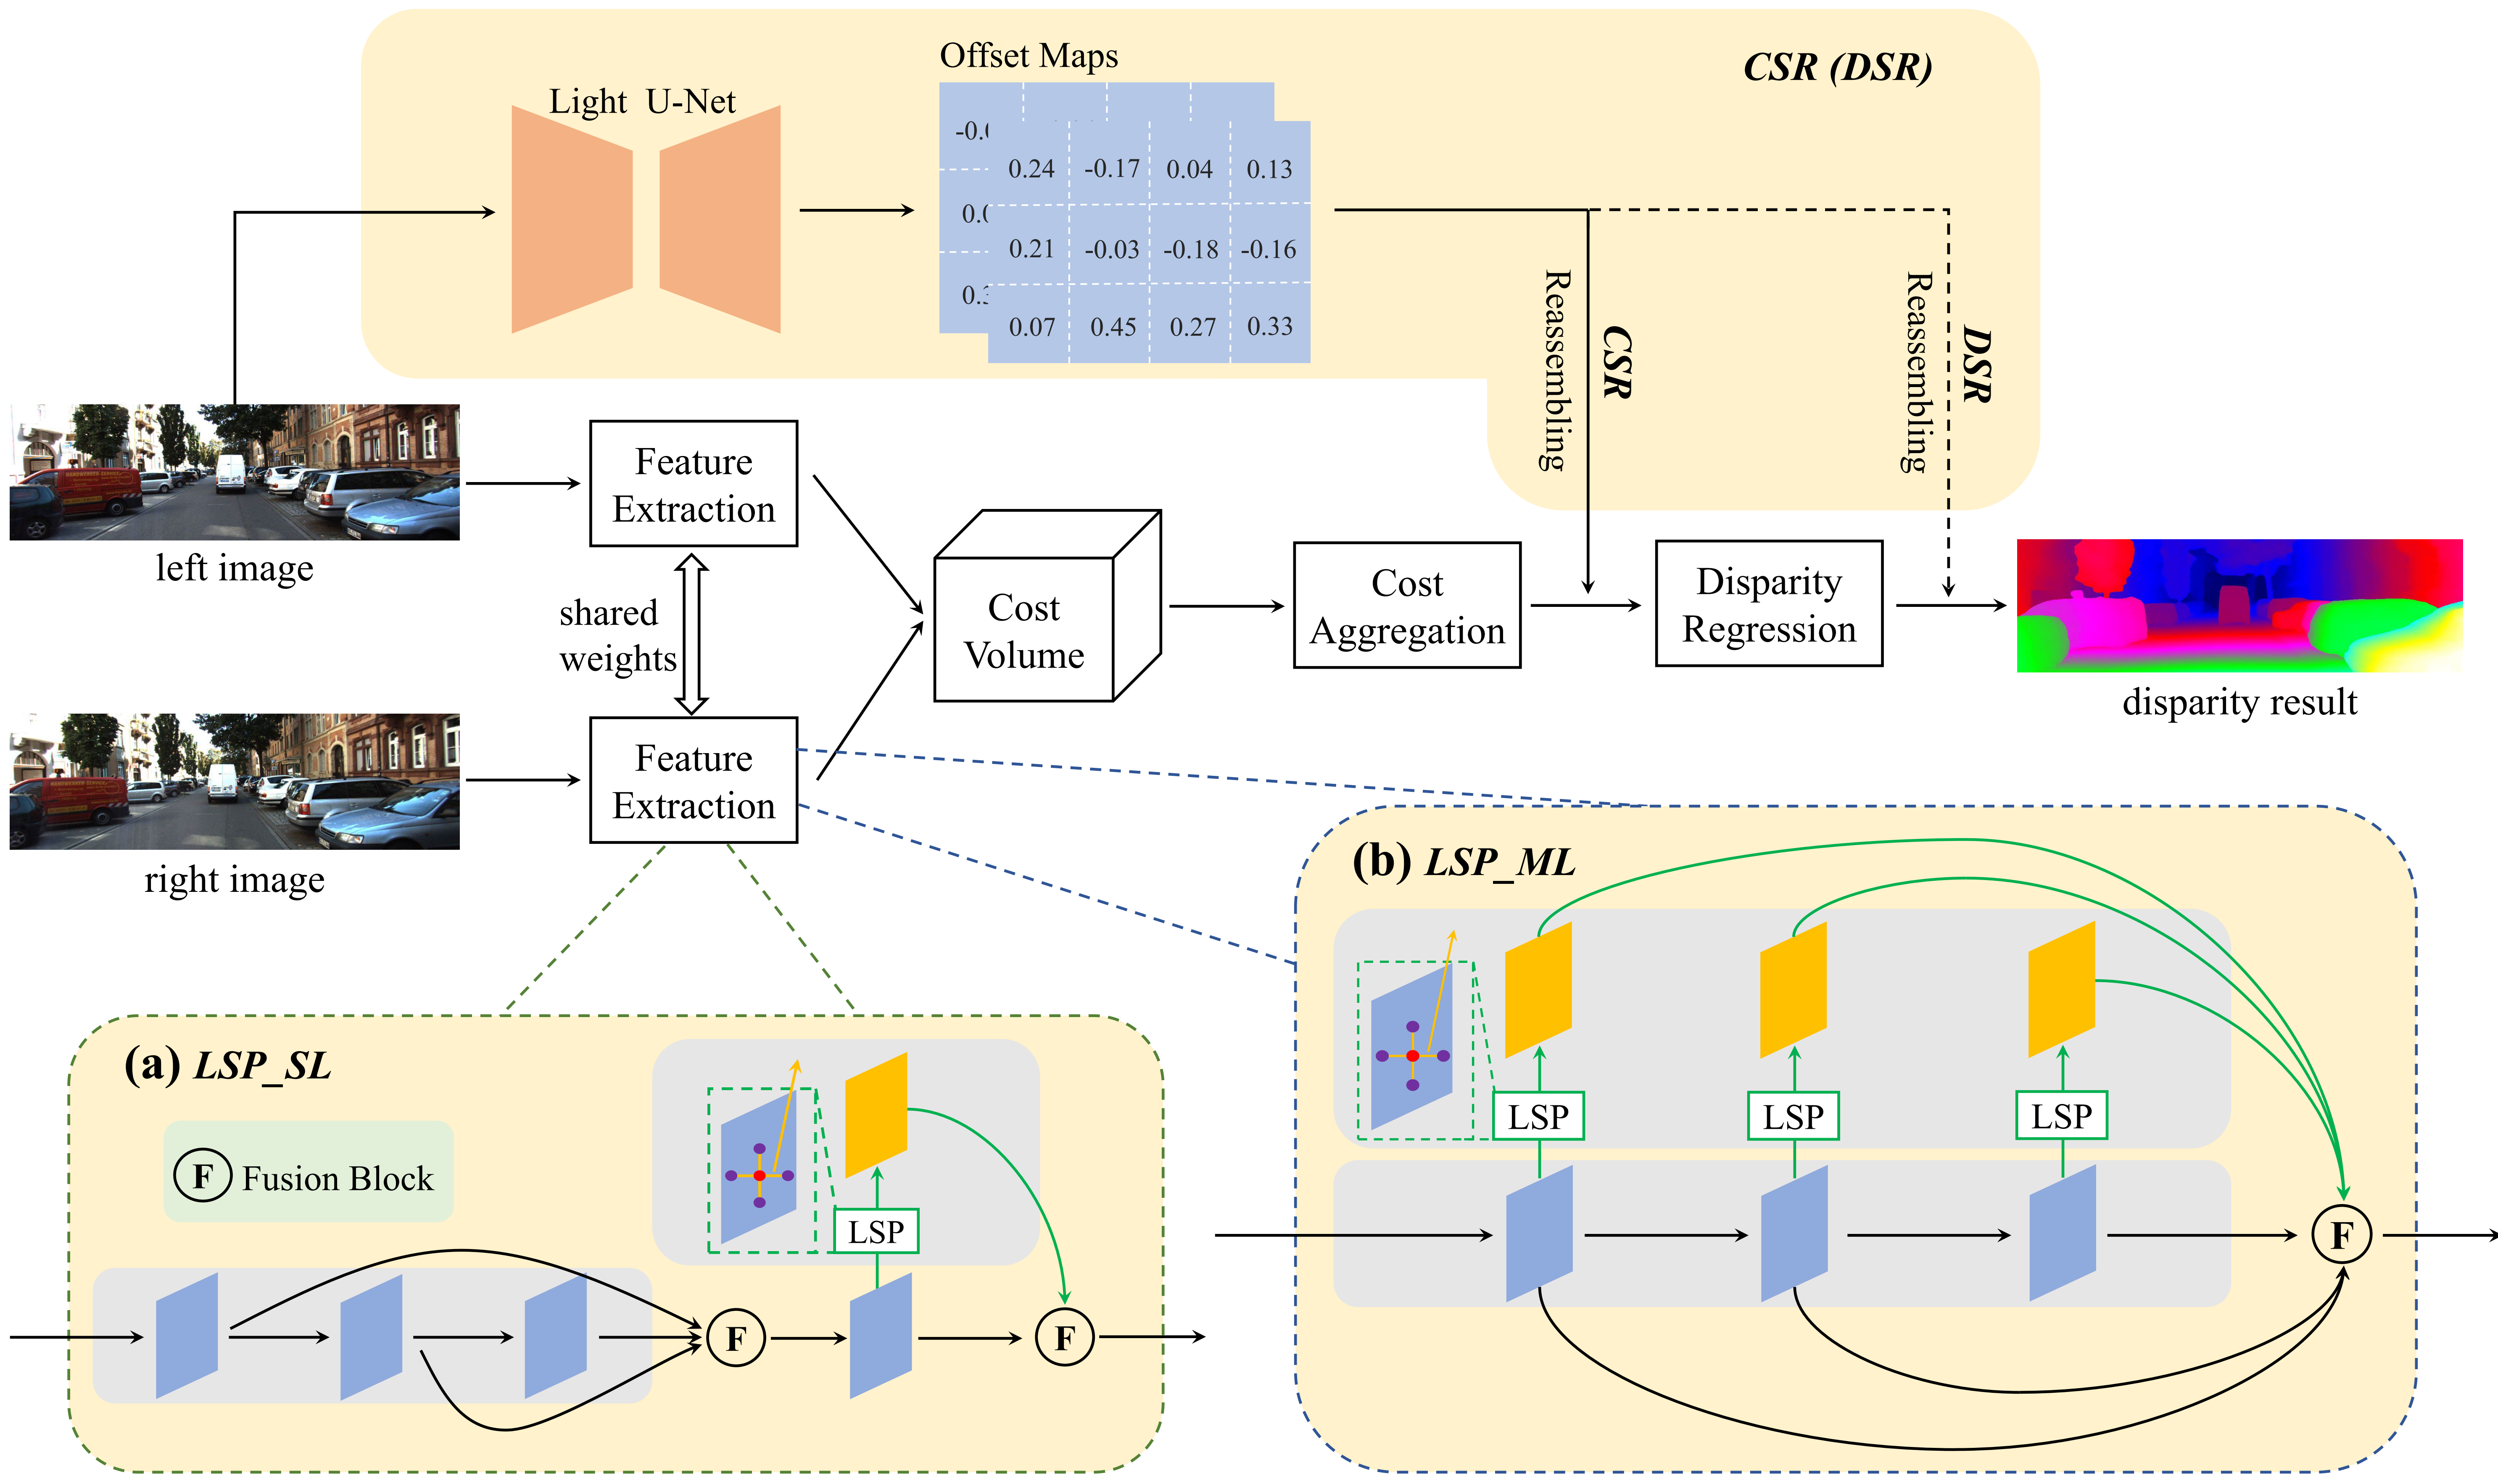 Offset Maps
CSR (DSR)
Light U-Net
0.24 -0.17 0.04 0.13
0.21 -0.03 -0.18 -0.16
0.07 0.45 0.27 0.33
Reassembling
CSR
Reassembling
DSR
left image
Feature
Extraction
shared
weights
Cost
Volume
Cost
Aggregation
Disparity
Regression
disparity result
right image
Feature
Extraction
(a) LSP_SL
F Fusion Block
LSP
F
F
(b) LSP_ML
LSP
LSP
LSP
F